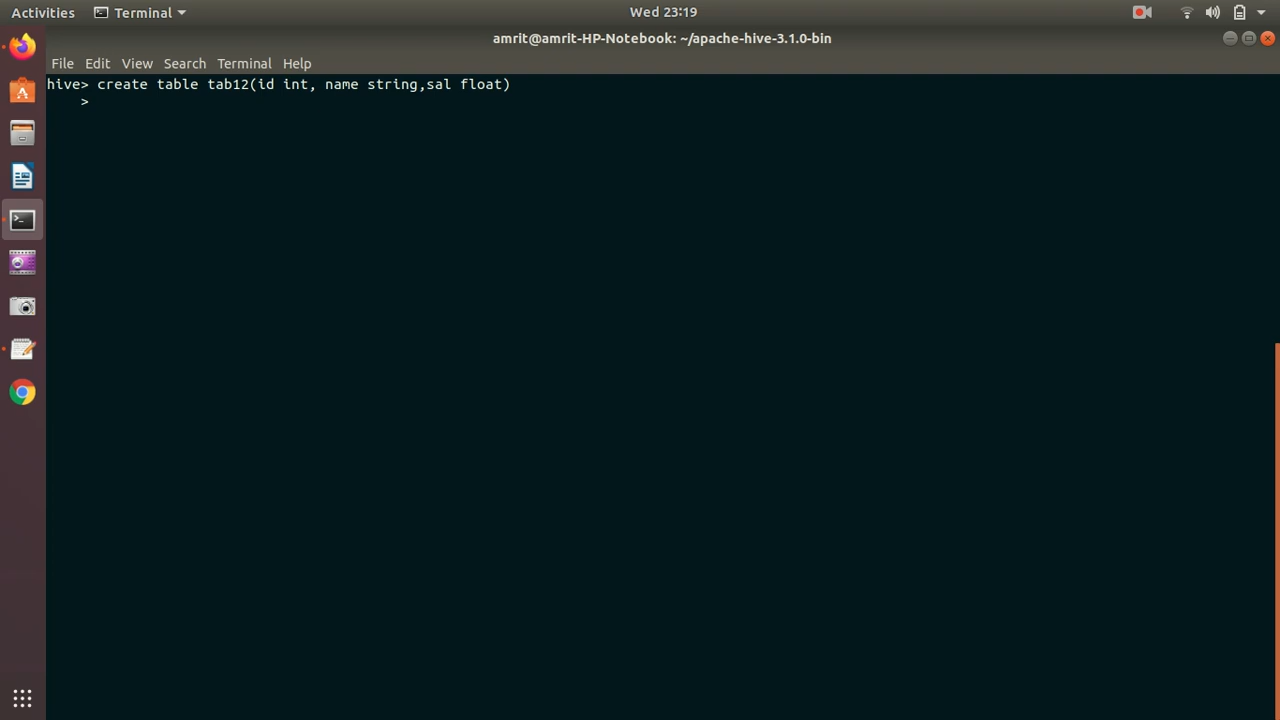 Activities Terminal Wed 23:19
amrit@amrit-HP-Notebook: ~/apache-hive-3.1.0-bin
File Edit View Search Terminal Help
hive> create table tab12(id int, name string,sal float)
>